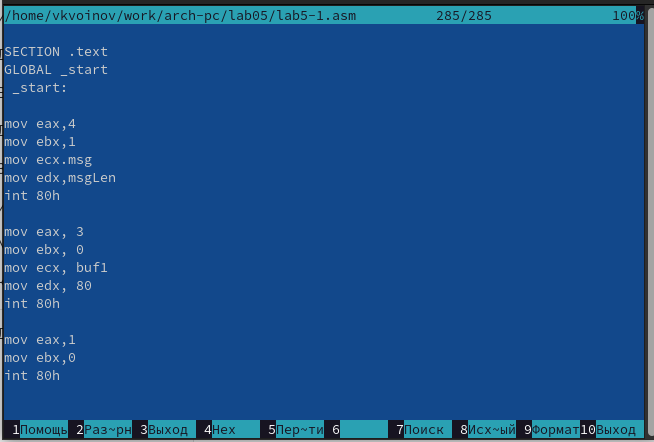 /home/vkvoinov/work/arch-pc/lab05/lab5-1.asm 285/285 100%
SECTION .text
GLOBAL _start
_start:
mov eax,4
mov ebx,1
mov ecx.msg
mov edx,msgLen
int 80h
mov eax, 3
mov ebx, 0
mov ecx, buf1
mov edx, 80
int 80h
mov eax,1
mov ebx,0
int 80h
1Помощь 2Раз~рн 3Выход 4Hex 5Пер~ти 6 7Поиск 8Исх~ый 9Формат 10Выход